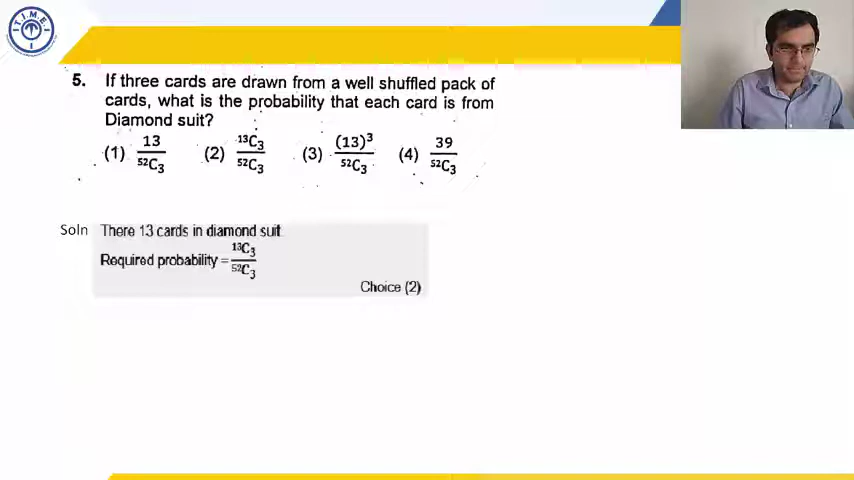 T.I.M.E.
5. If three cards are drawn from a well shuffled pack of
cards, what is the probability that each card is from
Diamond suit?
(1) 13/⁵²C₃ (2) ¹³C₃/⁵²C₃ (3) (13)³/⁵²C₃ (4) 39/⁵²C₃
Soln There 13 cards in diamond suit
Required probability = ¹³C₃/⁵²C₃
Choice (2)